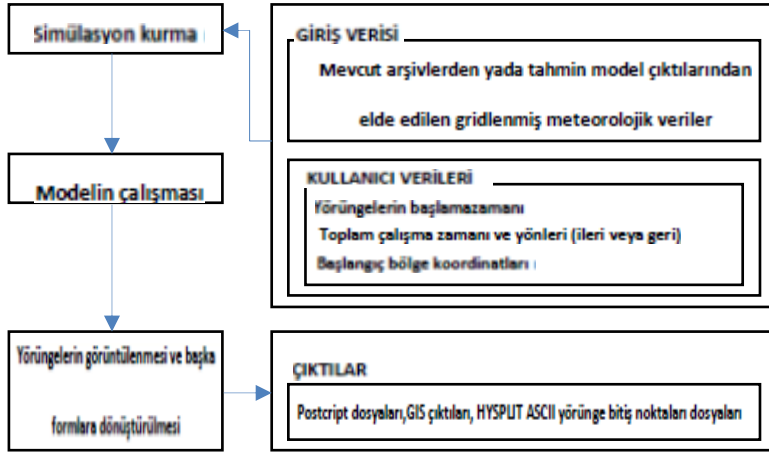 Simülasyon kurma
GİRİŞ VERİSİ
Mevcut arşivlerden yada tahmin model çıktılarından
elde edilen gridlenmiş meteorolojik veriler
Modelin çalışması
KULLANICI VERİLERİ
Yörüngelerin başlamazamanı
Toplam çalışma zamanı ve yönleri (ileri veya geri)
Başlangıç bölge koordinatları
Yörüngelerin görüntülenmesi ve başka
formlara dönüştürülmesi
ÇIKTILAR
Postcript dosyaları,GIS çıktıları, HYSPLIT ASCII yörünge bitiş noktaları dosyaları